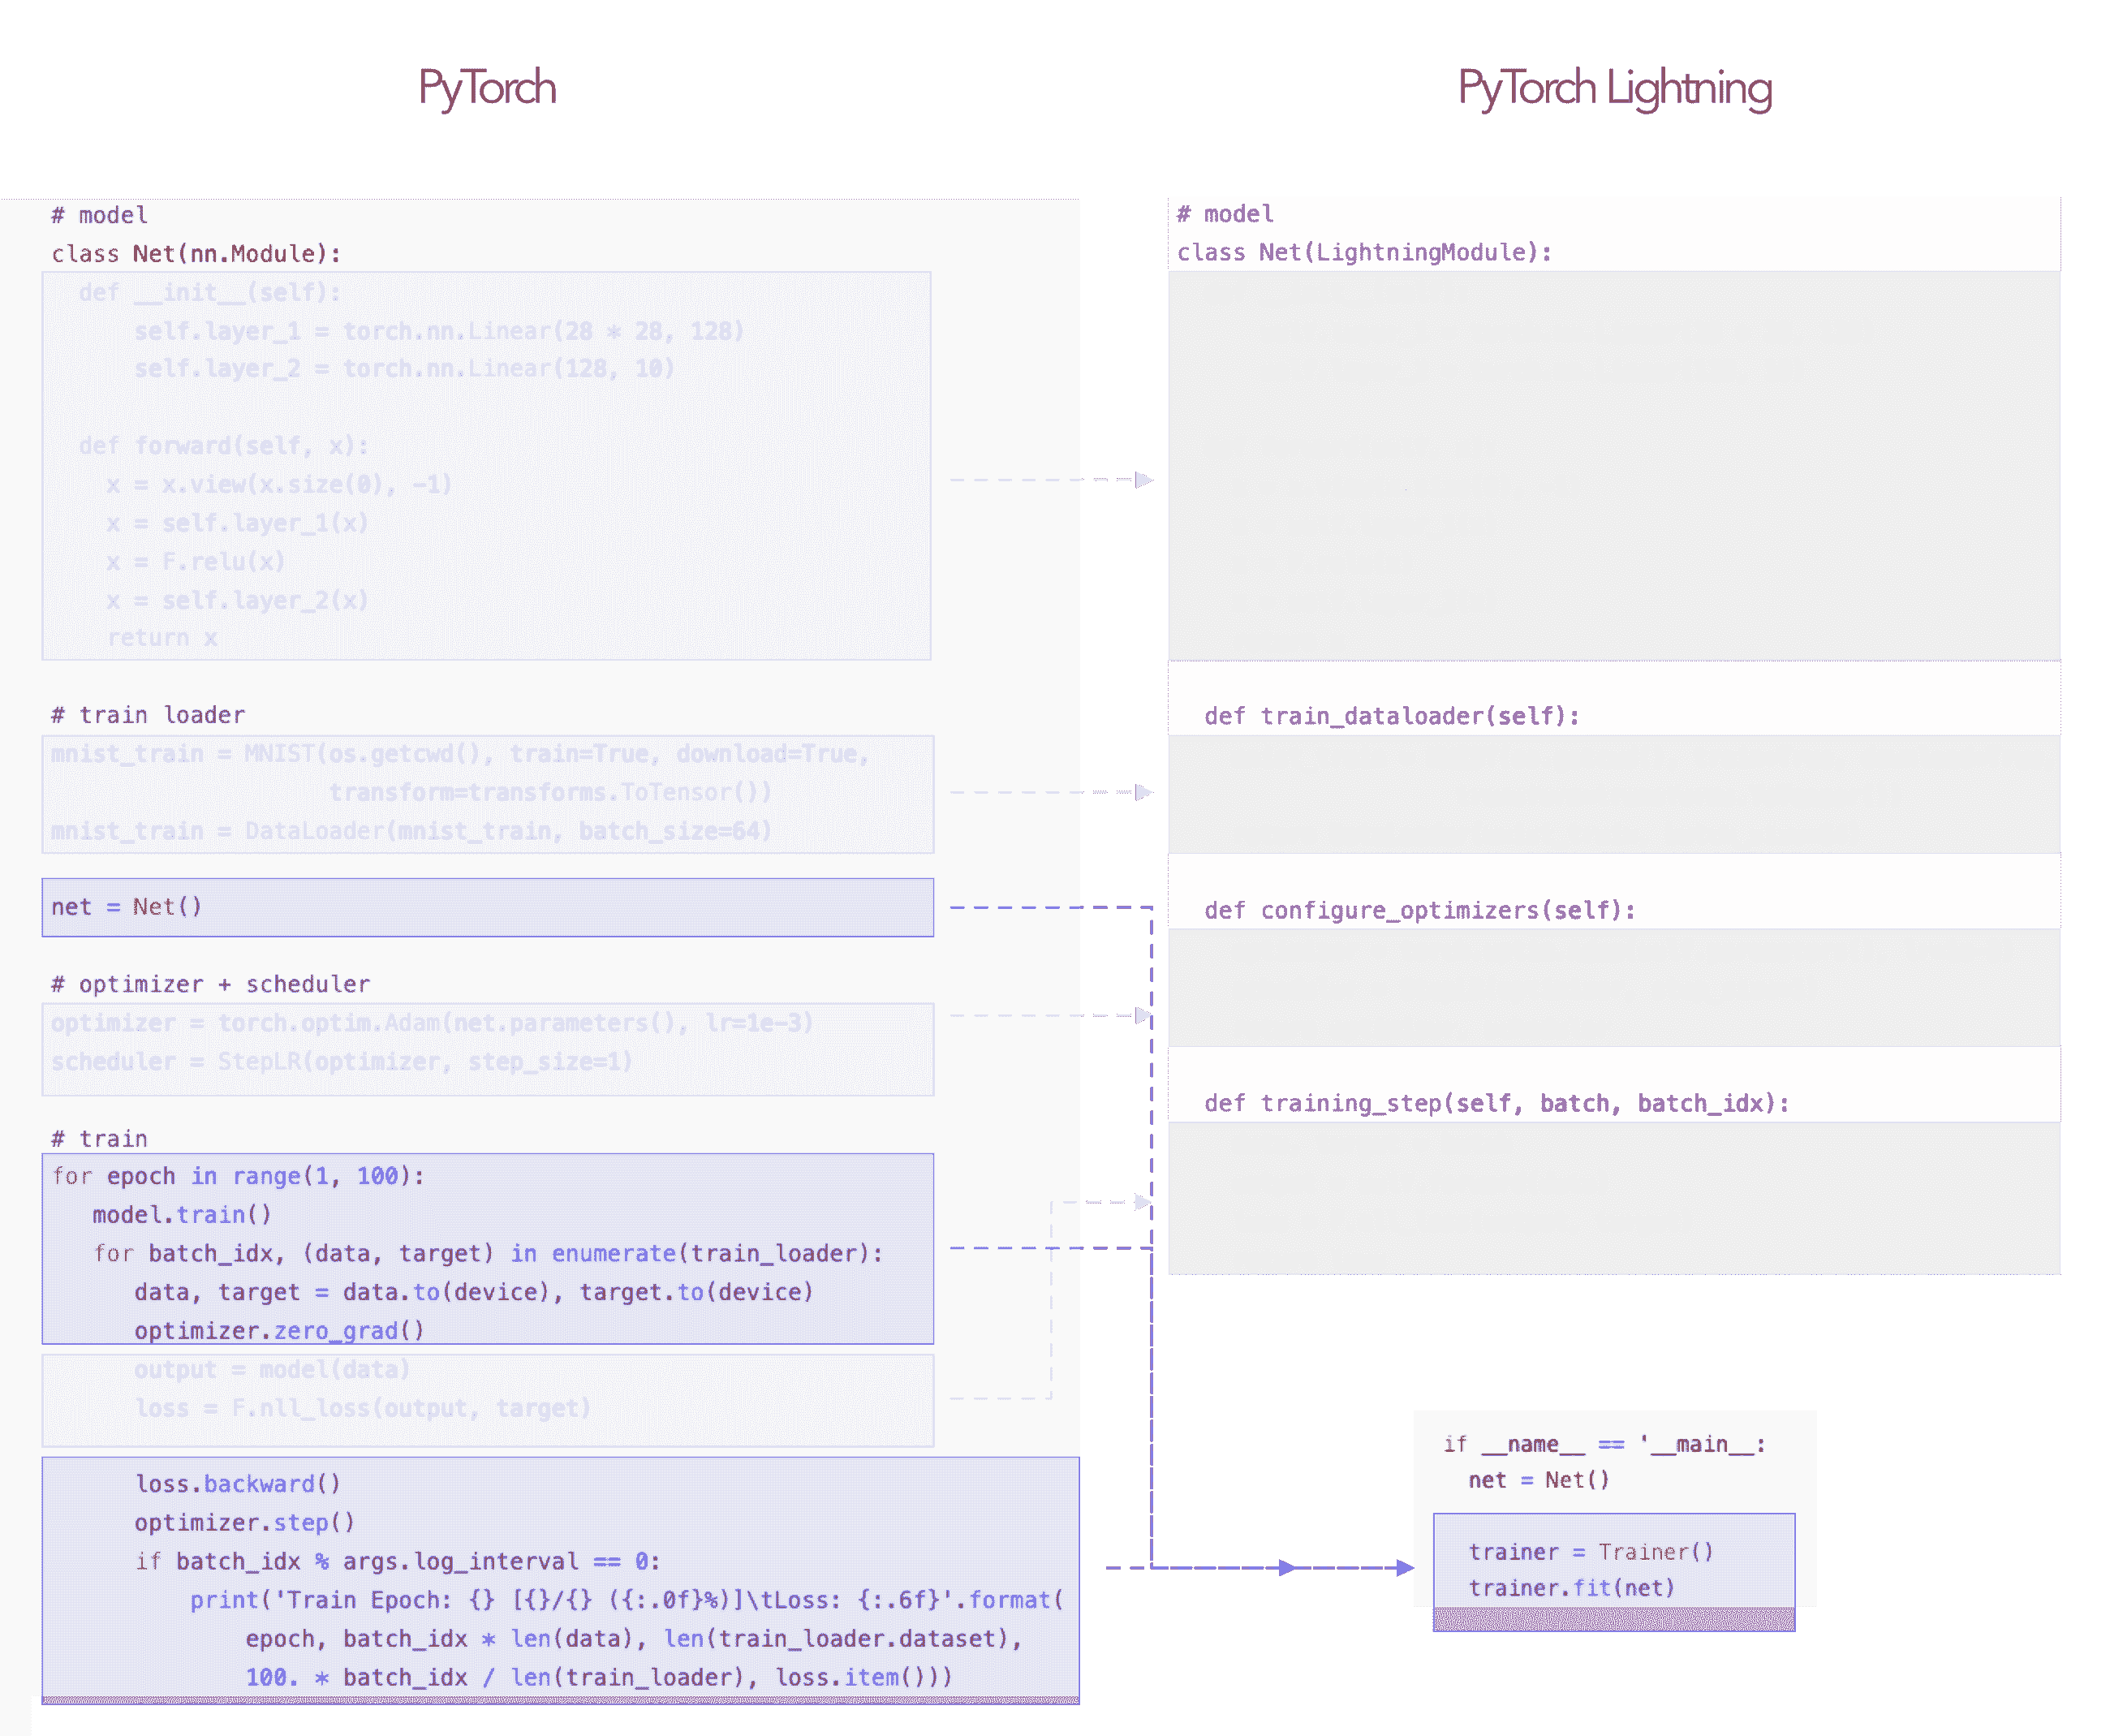 PyTorch
PyTorch Lightning
# model
class Net(nn.Module):
def __init__(self):
self.layer_1 = torch.nn.Linear(28 * 28, 128)
self.layer_2 = torch.nn.Linear(128, 10)
def forward(self, x):
x = x.view(x.size(0), -1)
x = self.layer_1(x)
x = F.relu(x)
x = self.layer_2(x)
return x
# train loader
mnist_train = MNIST(os.getcwd(), train=True, download=True,
transform=transforms.ToTensor())
mnist_train = DataLoader(mnist_train, batch_size=64)
net = Net()
# optimizer + scheduler
optimizer = torch.optim.Adam(net.parameters(), lr=1e-3)
scheduler = StepLR(optimizer, step_size=1)
# train
for epoch in range(1, 100):
model.train()
for batch_idx, (data, target) in enumerate(train_loader):
data, target = data.to(device), target.to(device)
optimizer.zero_grad()
output = model(data)
loss = F.nll_loss(output, target)
loss.backward()
optimizer.step()
if batch_idx % args.log_interval == 0:
print('Train Epoch: {} [{}/{} ({:.0f}%)]\tLoss: {:.6f}'.format(
epoch, batch_idx * len(data), len(train_loader.dataset),
100. * batch_idx / len(train_loader), loss.item()))
# model
class Net(LightningModule):
def train_dataloader(self):
def configure_optimizers(self):
def training_step(self, batch, batch_idx):
if __name__ == '__main__:
net = Net()
trainer = Trainer()
trainer.fit(net)